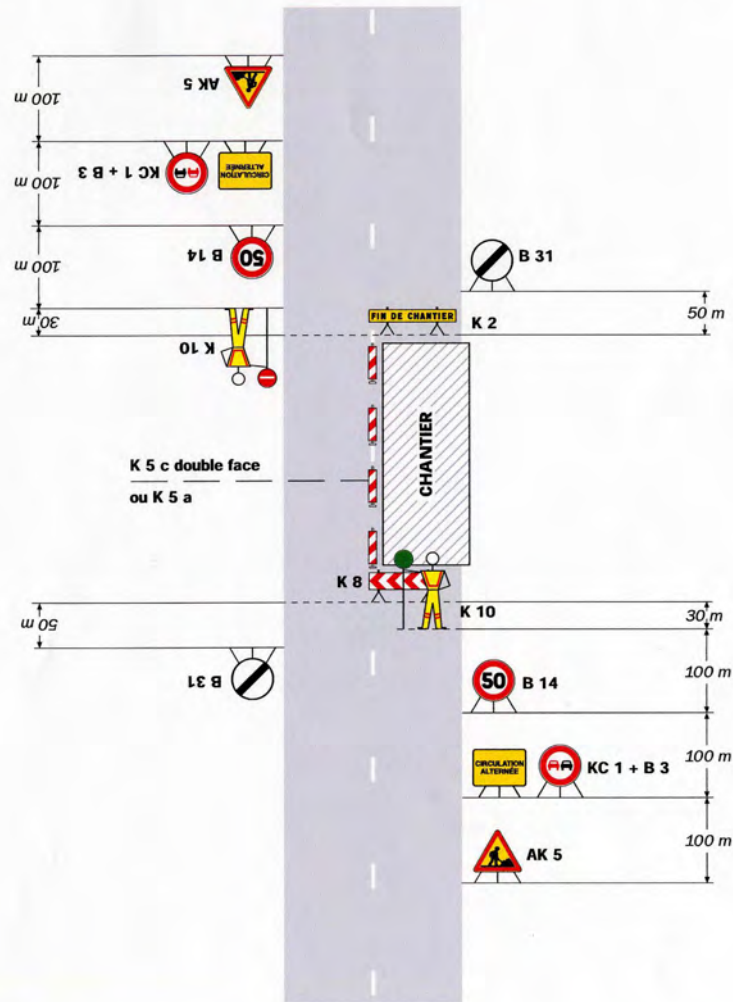 AK 5
100 m
KC 1 + B 3
CIRCULATION
ALTERNÉE
100 m
B 14
50
100 m
B 31
50 m
FIN DE CHANTIER
K 2
30 m
K 10
CHANTIER
K 5 c double face
ou K 5 a
K 8
K 10
30 m
50 m
B 31
50
B 14
100 m
CIRCULATION
ALTERNÉE
KC 1 + B 3
100 m
AK 5
100 m